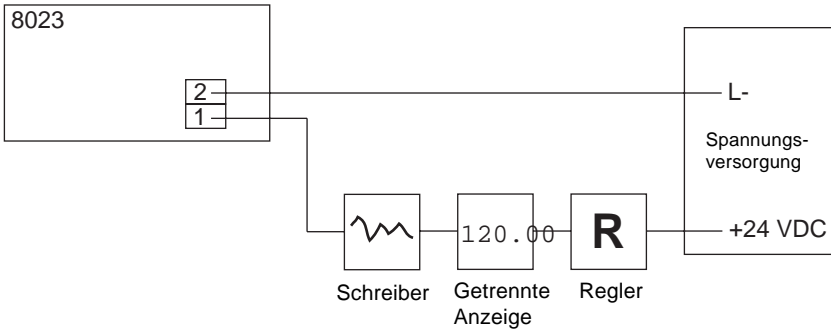 8023
2
1
L-
Spannungs-
versorgung
+24 VDC
120.00
R
Schreiber
Getrennte
Anzeige
Regler